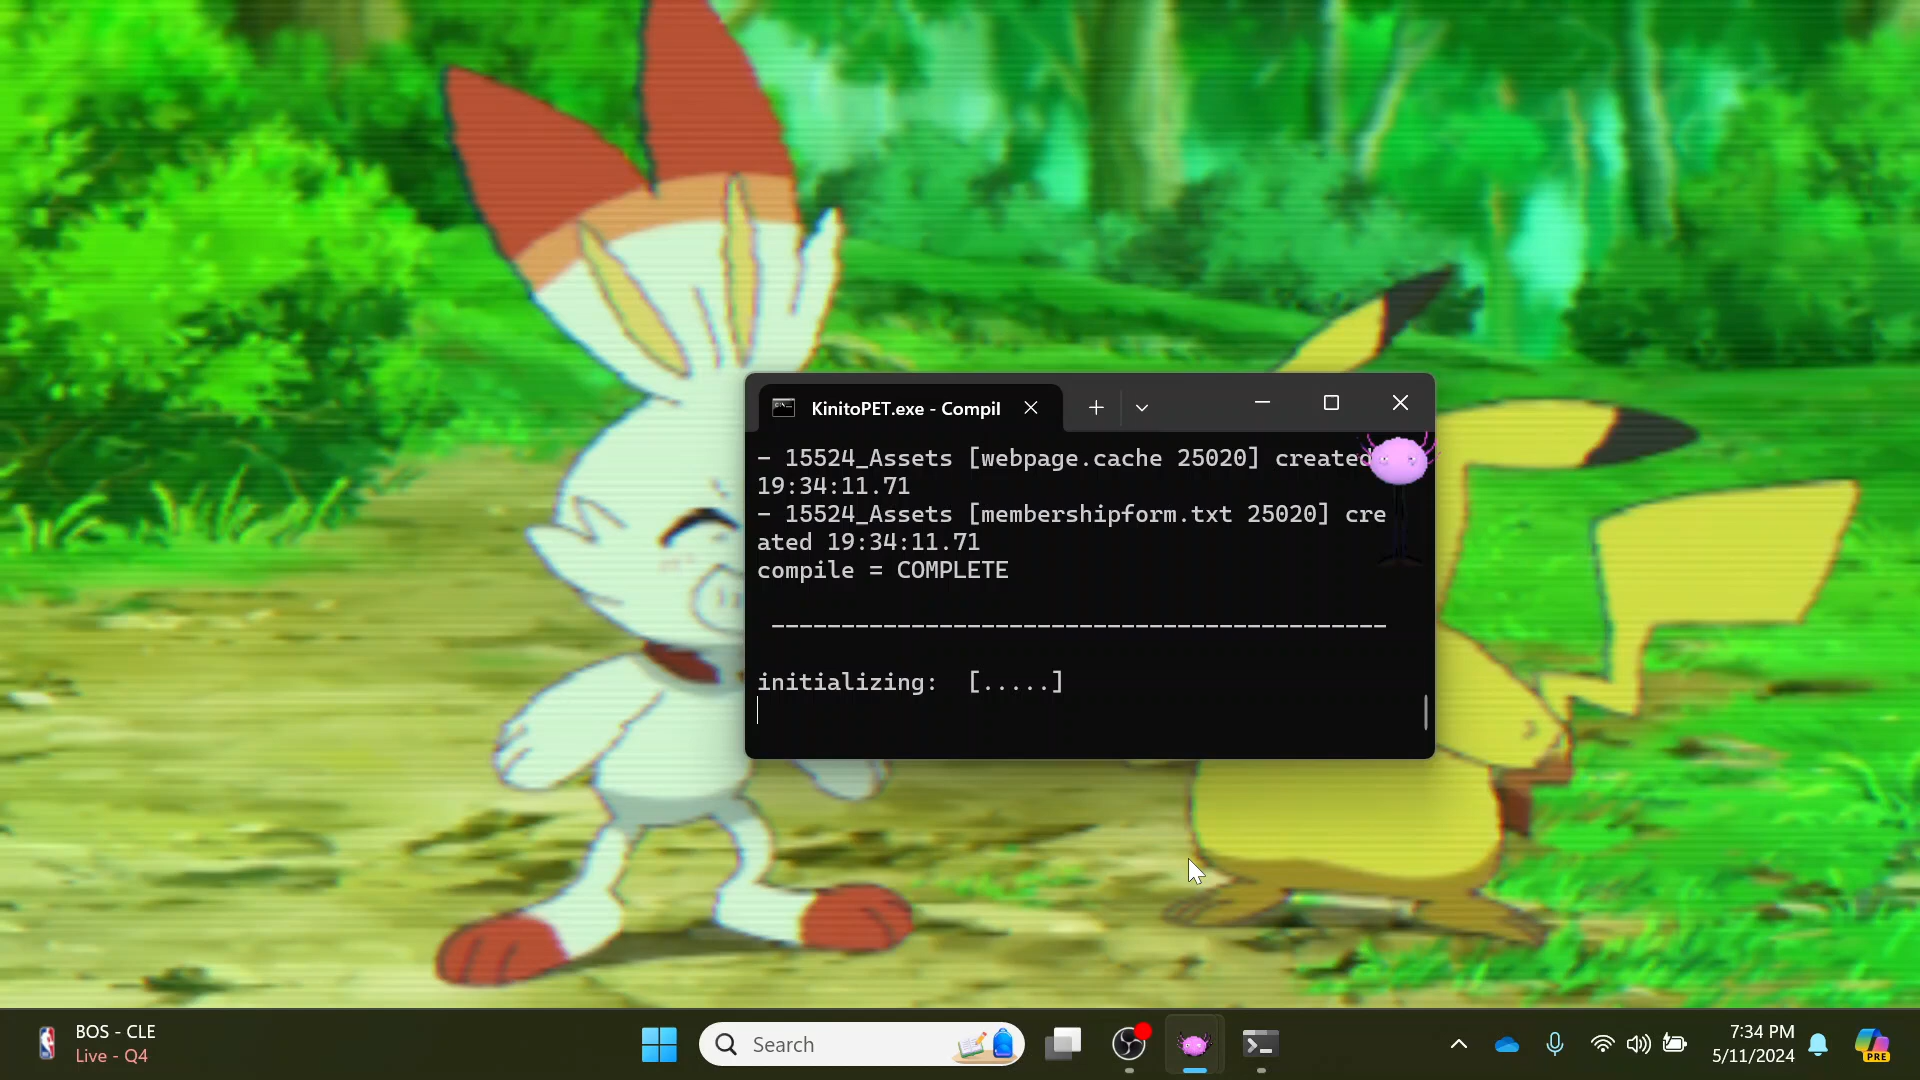 KinitoPET.exe - Compil
- 15524_Assets [webpage.cache 25020] created
19:34:11.71
- 15524_Assets [membershipform.txt 25020] cre
ated 19:34:11.71
compile = COMPLETE
--------------------------------------------
initializing:  [.....]
BOS - CLE
Live - Q4
Search
7:34 PM
5/11/2024
PRE